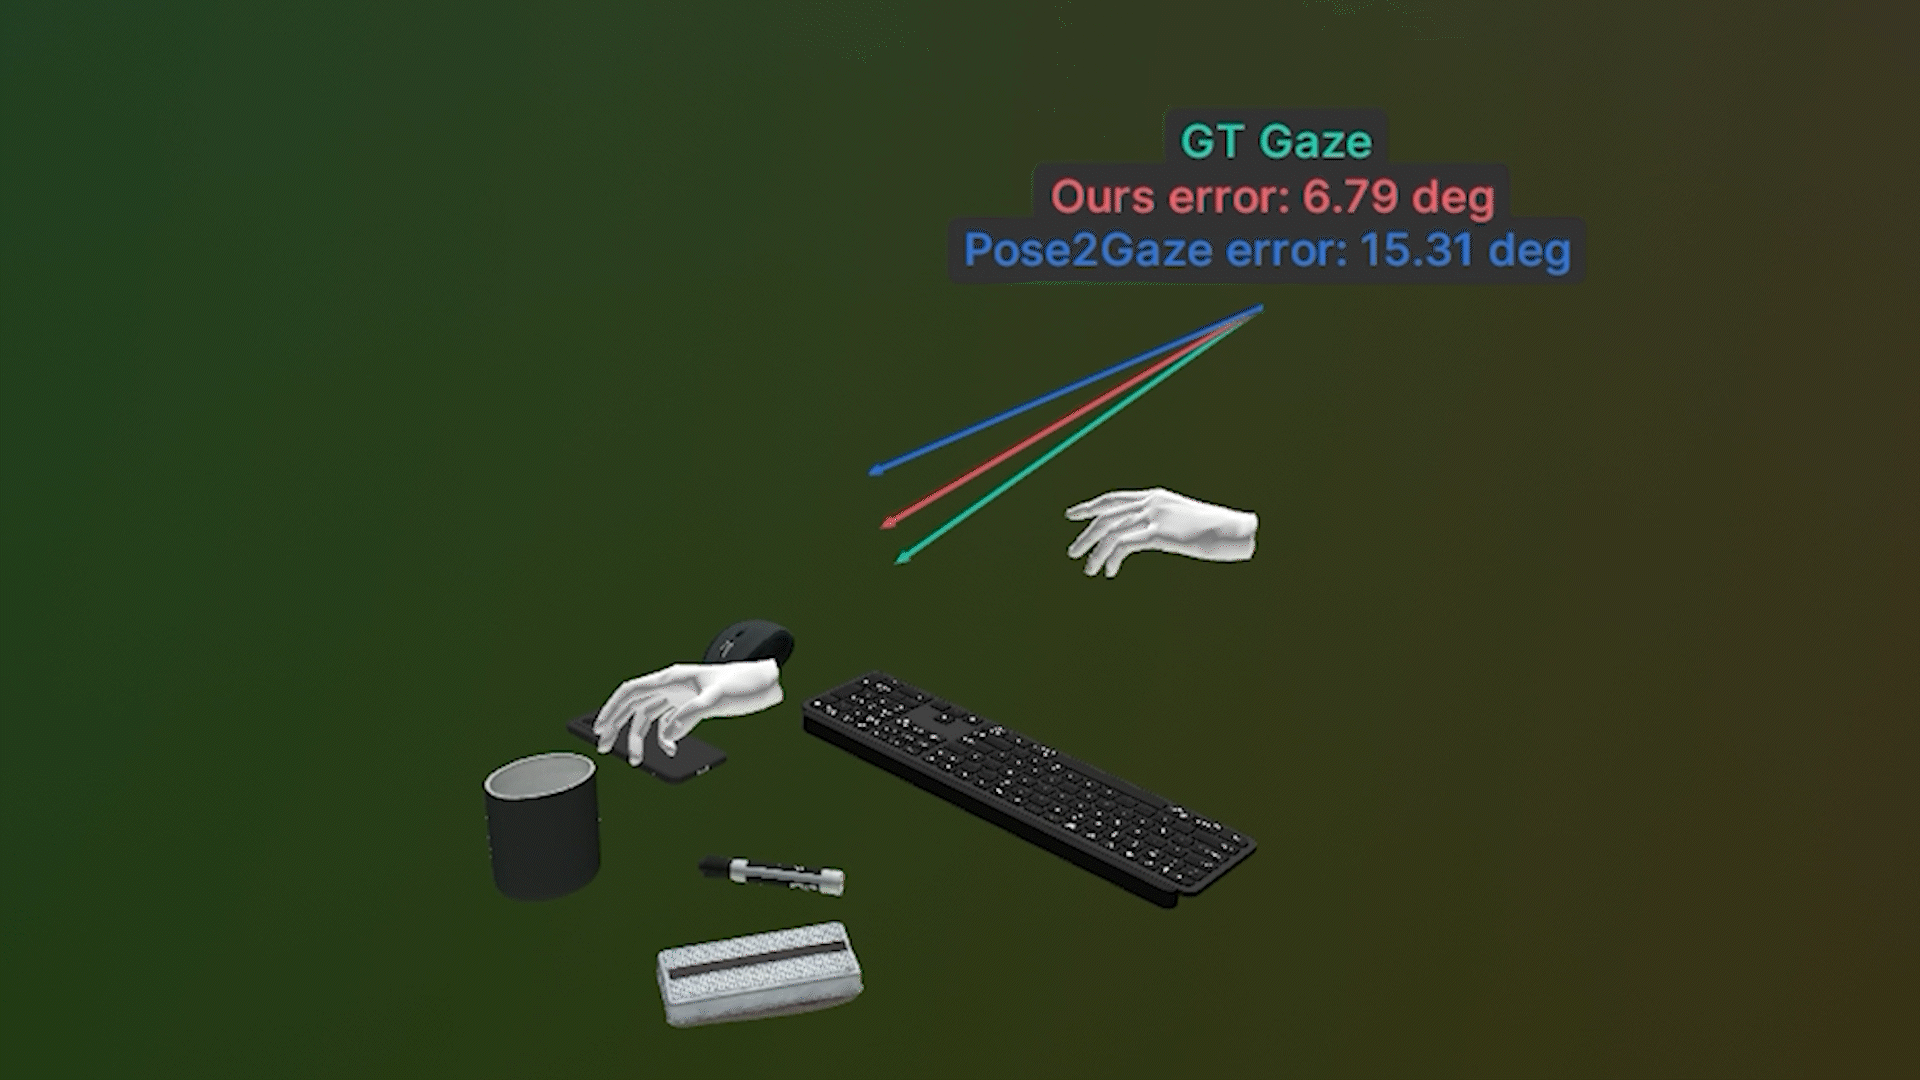 GT Gaze
Ours error: 6.79 deg
Pose2Gaze error: 15.31 deg